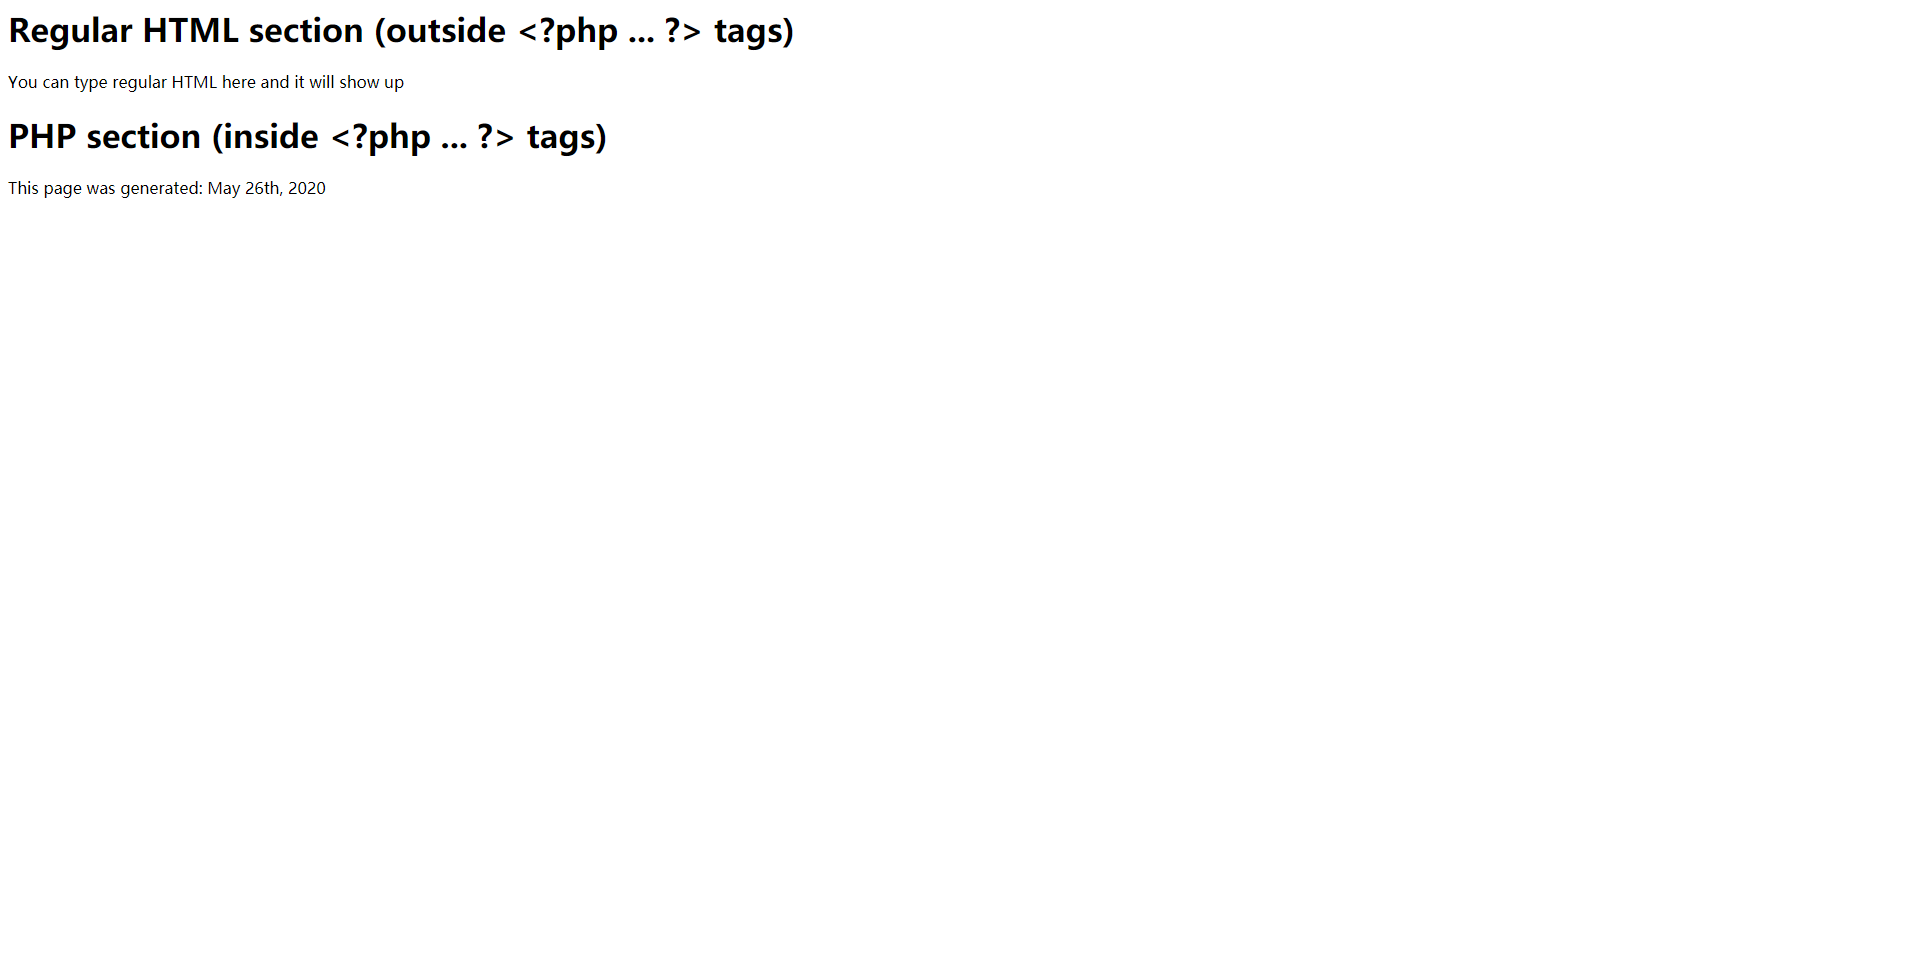 Regular HTML section (outside <?php ... ?> tags)
You can type regular HTML here and it will show up
PHP section (inside <?php ... ?> tags)
This page was generated: May 26th, 2020